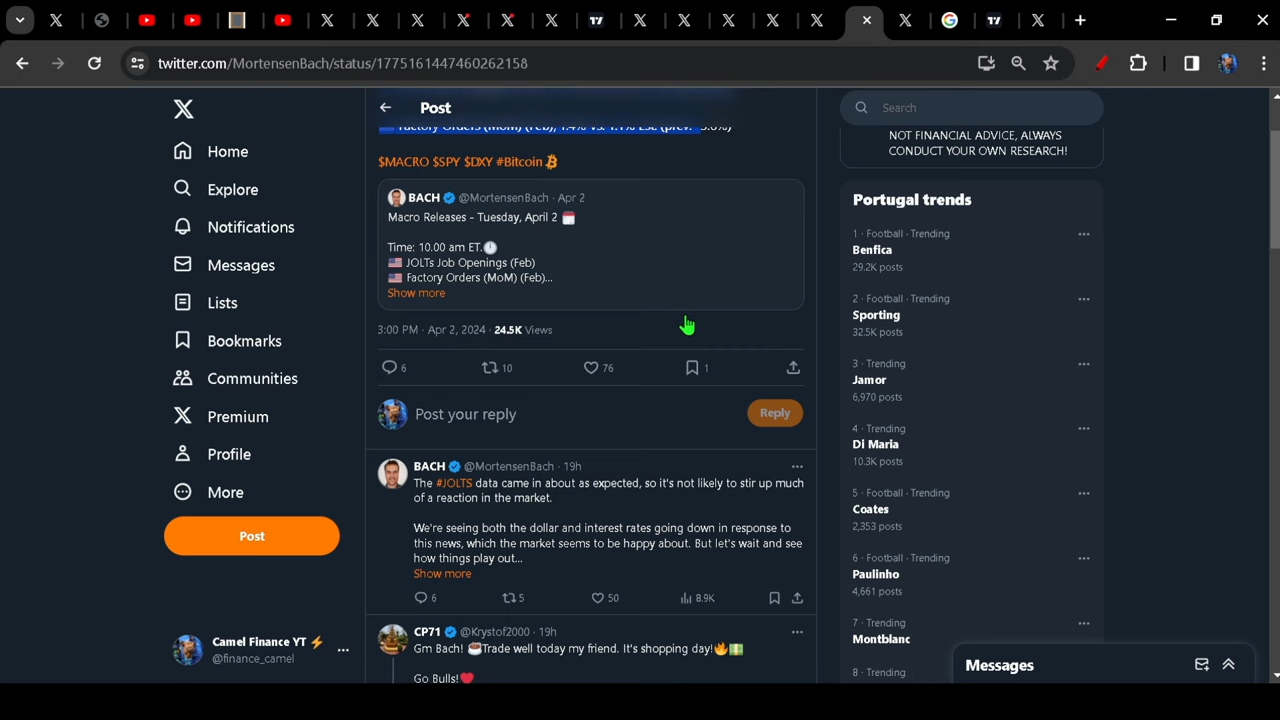 twitter.com/MortensenBach/status/1775161447460262158
Home
Explore
Notifications
Messages
Lists
Bookmarks
Communities
Premium
Profile
More
Post
Camel Finance YT
@finance_camel
Post
Factory Orders (MoM) (Feb), 1.4% vs. 1.1% Est.
$MACRO $SPY $DXY #Bitcoin
BACH @MortensenBach · Apr 2
Macro Releases - Tuesday, April 2
Time: 10.00 am ET.
JOLTs Job Openings (Feb)
Factory Orders (MoM) (Feb)...
Show more
3:00 PM · Apr 2, 2024 · 24.5K Views
6 10 76 1
Post your reply
Reply
BACH @MortensenBach · 19h
The #JOLTS data came in about as expected, so it's not likely to stir up much
of a reaction in the market.
We're seeing both the dollar and interest rates going down in response to
this news, which the market seems to be happy about. But let's wait and see
how things play out...
Show more
6 5 50 8.9K
CP71 @Krystof2000 · 19h
Gm Bach! Trade well today my friend. It's shopping day!
Go Bulls!
Search
NOT FINANCIAL ADVICE, ALWAYS
CONDUCT YOUR OWN RESEARCH!
Portugal trends
1 · Football · Trending
Benfica
29.2K posts
2 · Football · Trending
Sporting
32.5K posts
3 · Trending
Jamor
6,970 posts
4 · Trending
Di Maria
10.3K posts
5 · Football · Trending
Coates
2,353 posts
6 · Football · Trending
Paulinho
4,661 posts
7 · Trending
Montblanc
8 · Trending
Messages